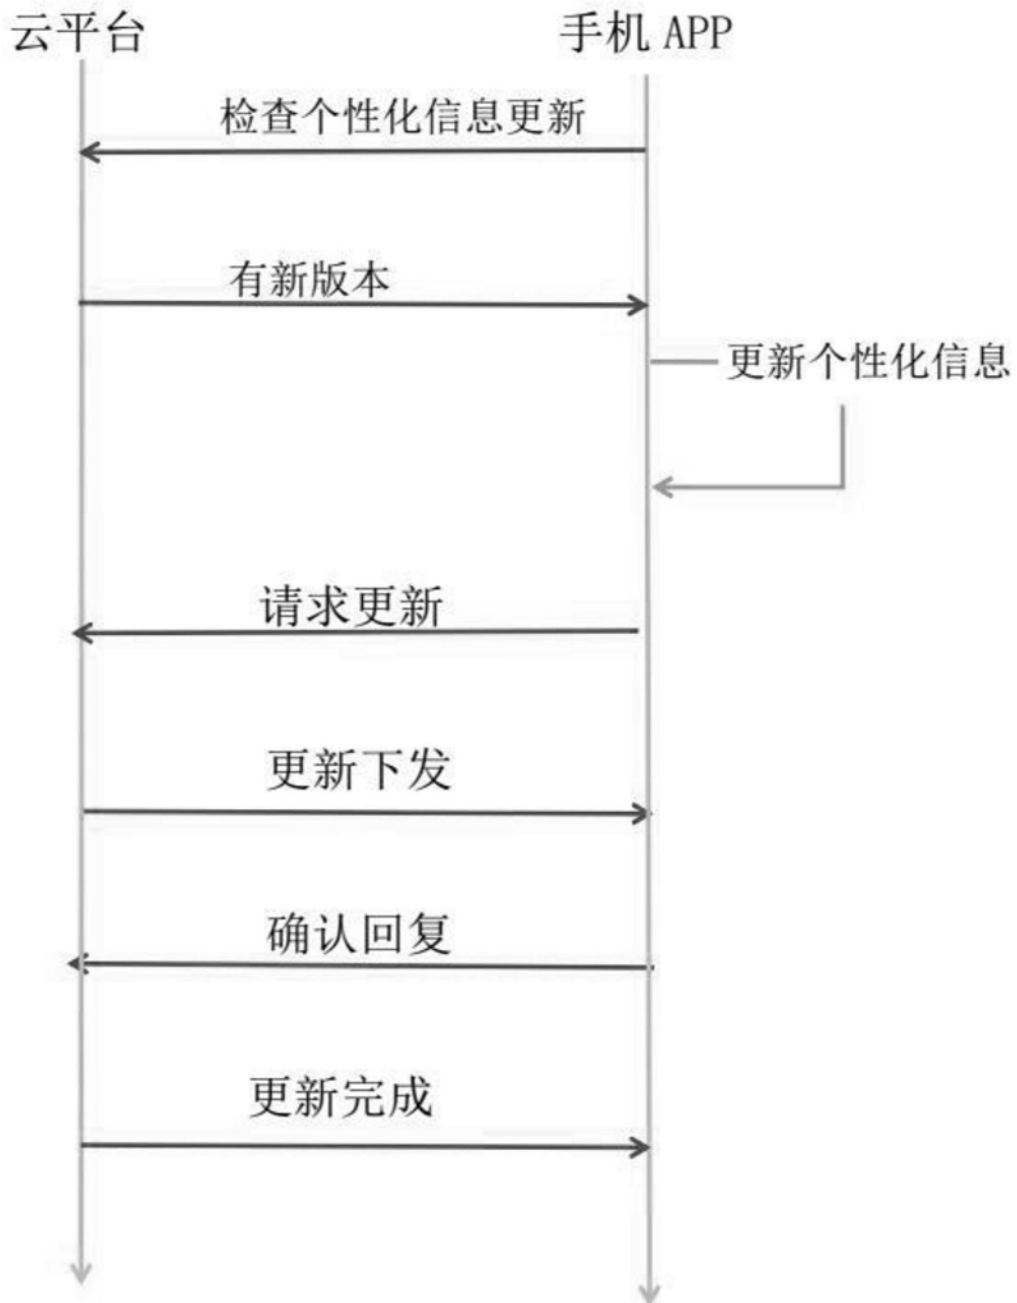 云平台
手机 APP
检查个性化信息更新
有新版本
更新个性化信息
请求更新
更新下发
确认回复
更新完成